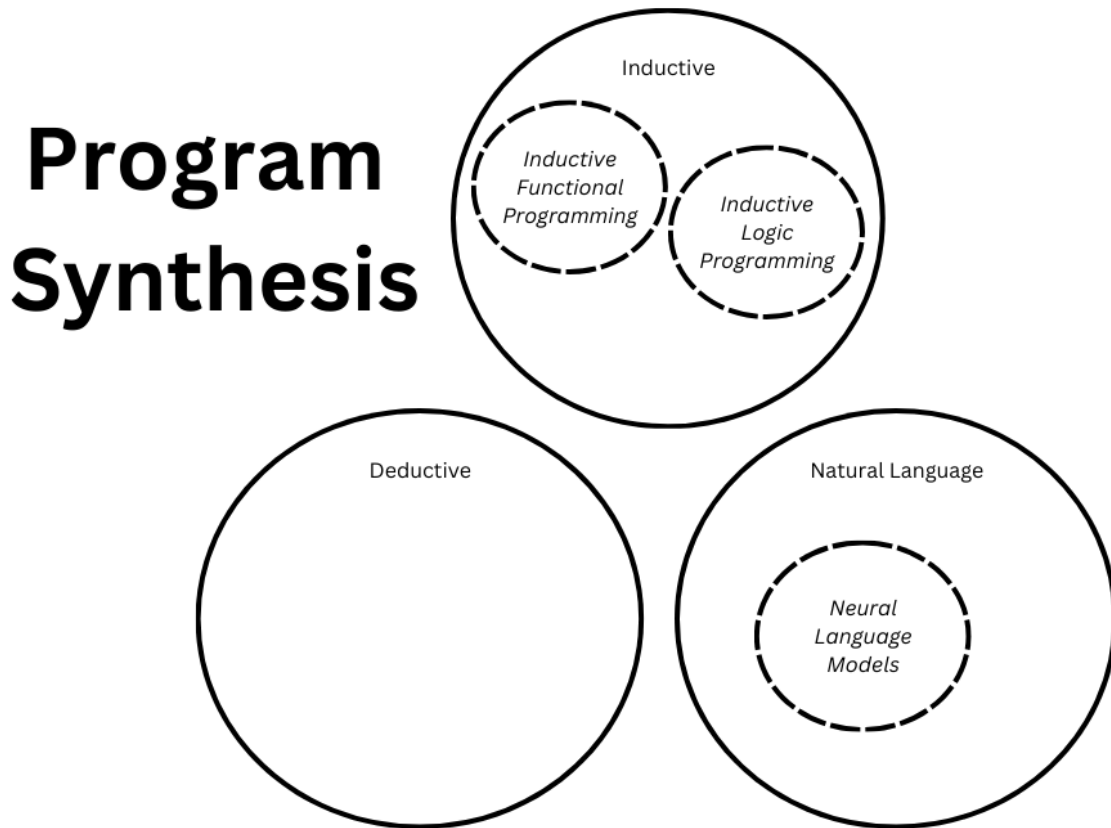 Program
Synthesis
Inductive
Inductive
Functional
Programming
Inductive
Logic
Programming
Deductive
Natural Language
Neural
Language
Models